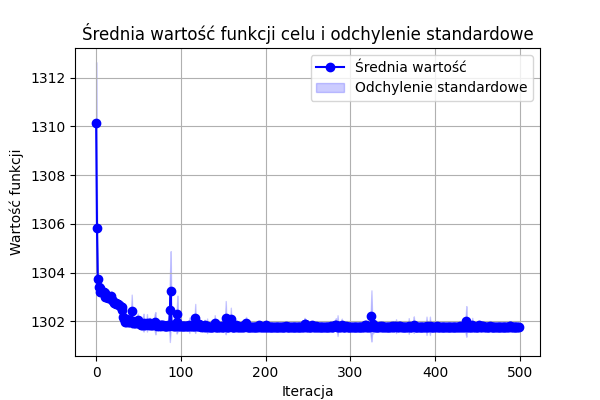 Średnia wartość funkcji celu i odchylenie standardowe
Średnia wartość
Odchylenie standardowe
Wartość funkcji
1312
1310
1308
1306
1304
1302
0 100 200 300 400 500
Iteracja